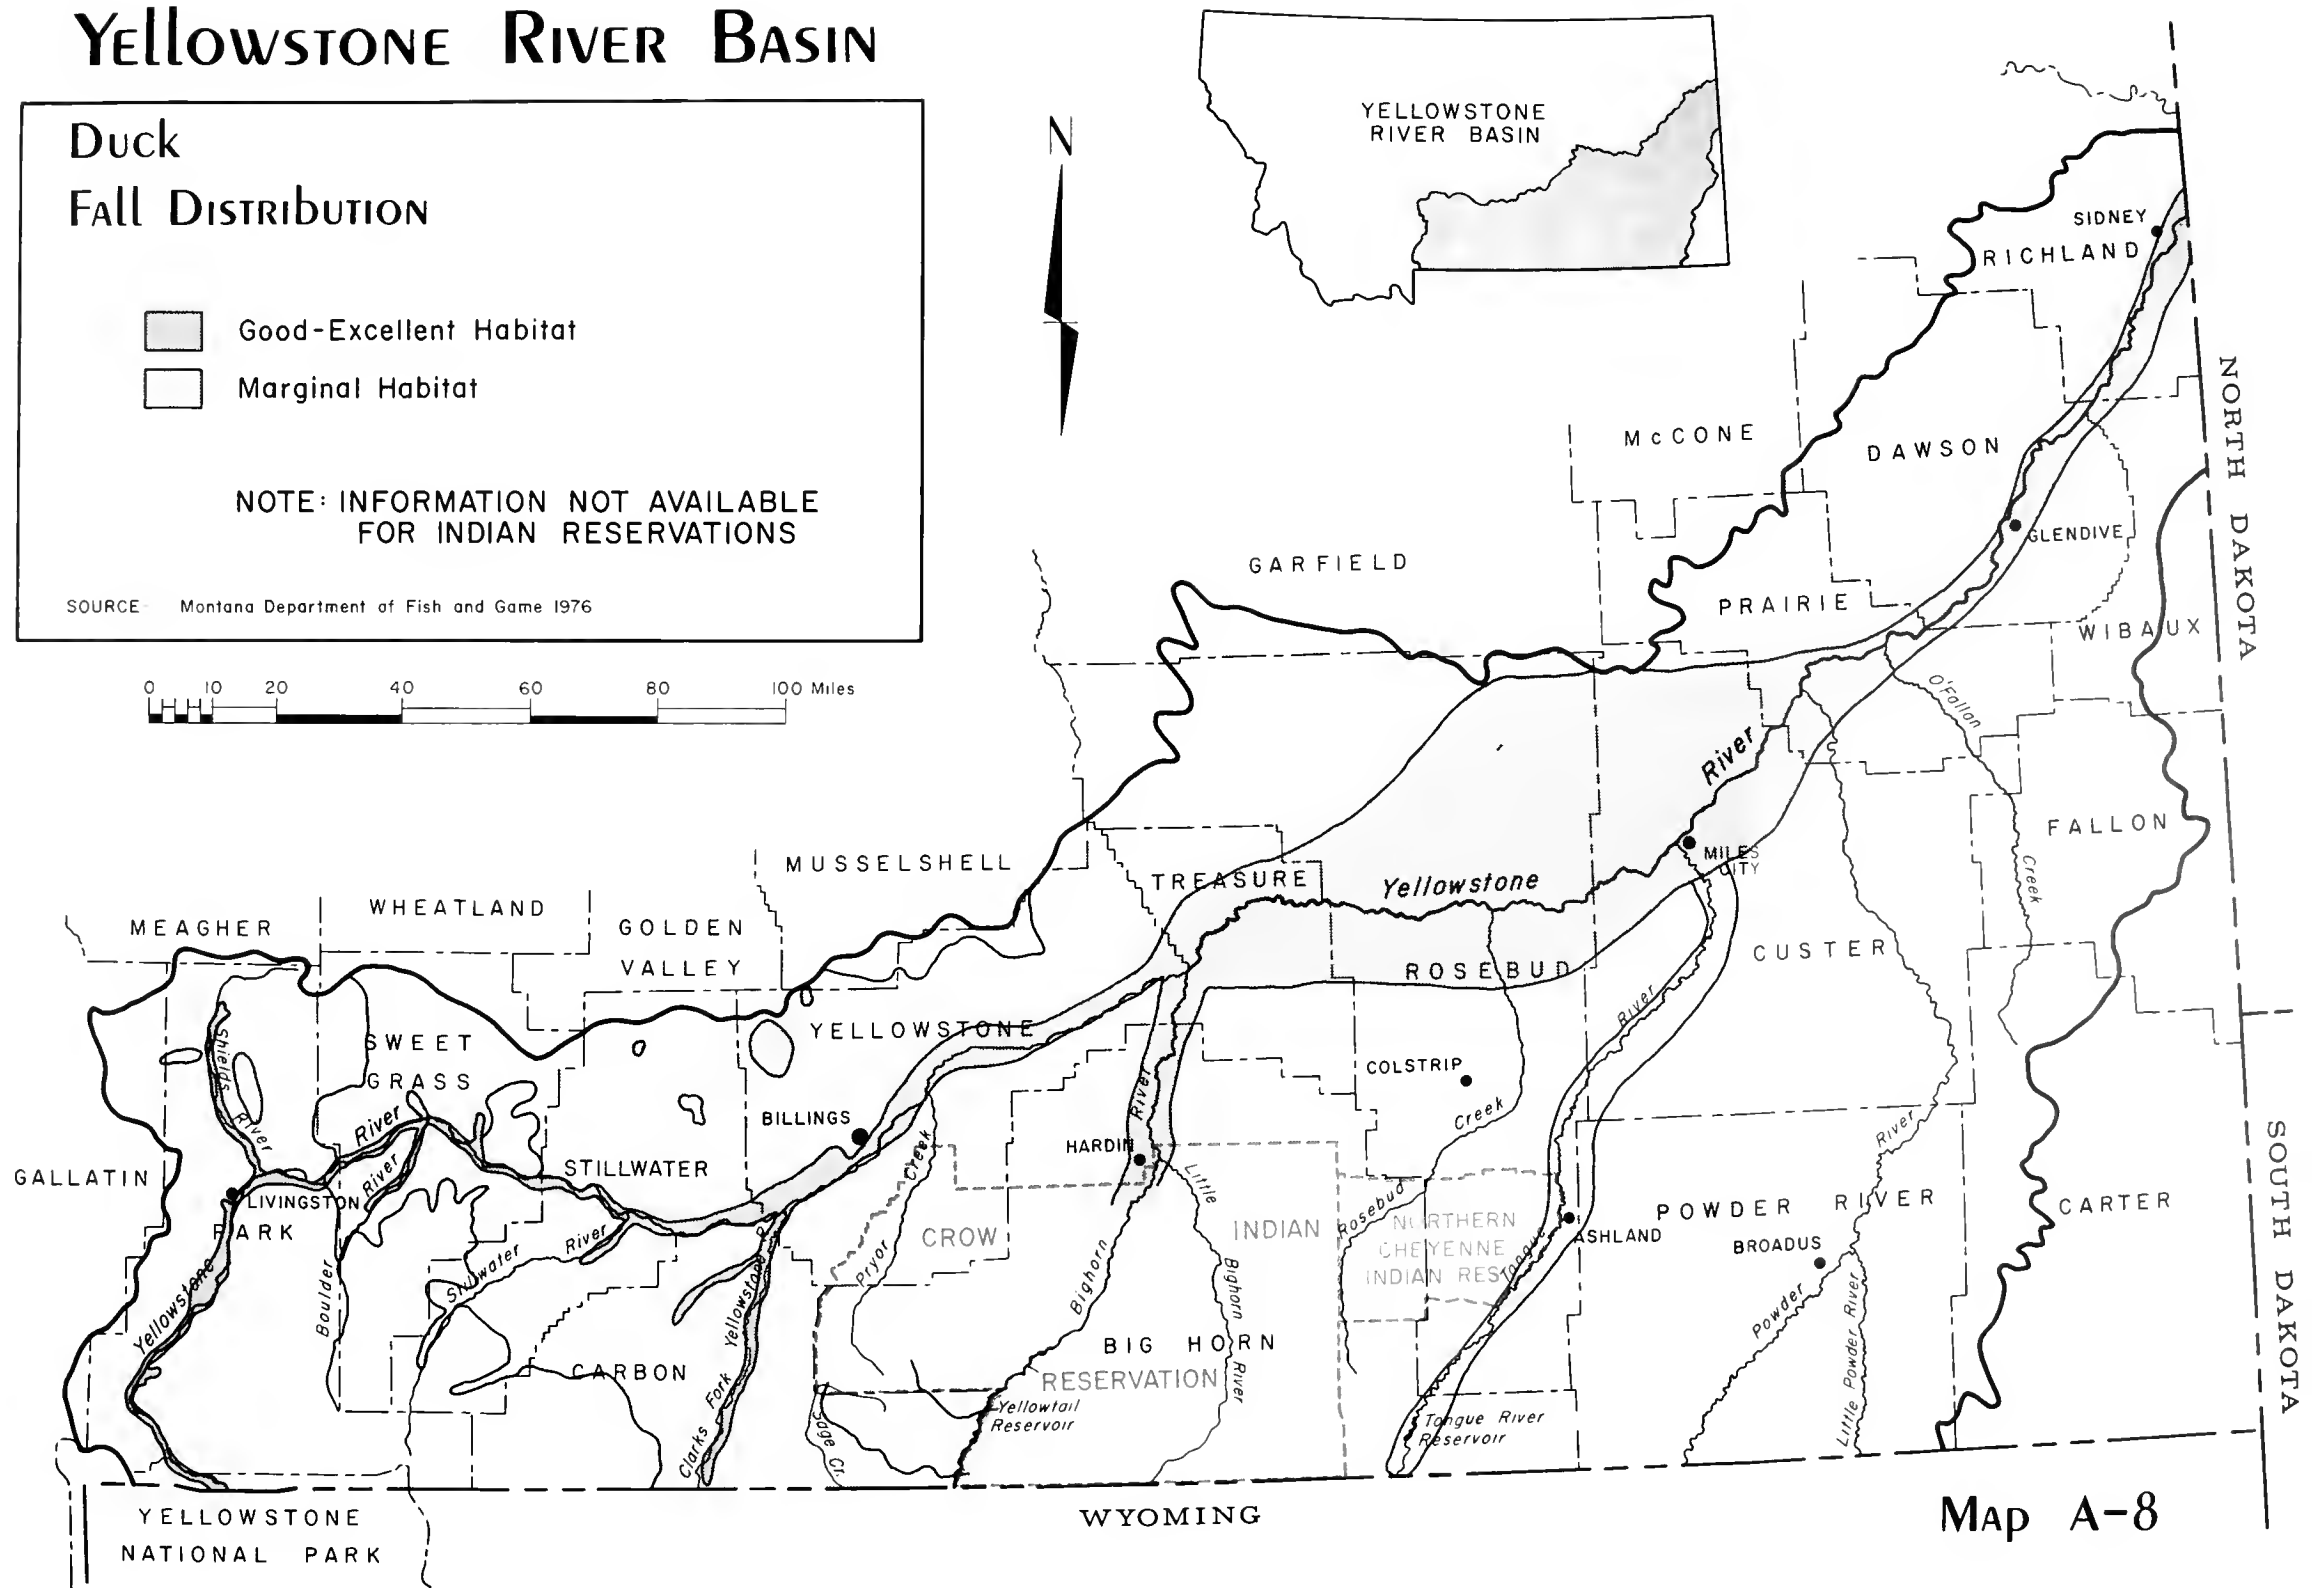 Yellowstone River Basin
Duck
Fall Distribution
Good-Excellent Habitat
Marginal Habitat
NOTE: INFORMATION NOT AVAILABLE
FOR INDIAN RESERVATIONS
SOURCE Montana Department of Fish and Game 1976
0 10 20 40 60 80 100 Miles
N
YELLOWSTONE
RIVER BASIN
SIDNEY
RICHLAND
NORTH DAKOTA
McCONE
DAWSON
GLENDIVE
GARFIELD
PRAIRIE
WIBAUX
O'Fallon
Creek
River
FALLON
MILES
CITY
MUSSELSHELL
TREASURE
Yellowstone
MEAGHER
WHEATLAND
GOLDEN
VALLEY
ROSEBUD
CUSTER
River
YELLOWSTONE
SWEET
GRASS
Shields
River
COLSTRIP
Creek
Rosebud
BILLINGS
River
River
River
HARDIN
River
GALLATIN
LIVINGSTON
PARK
STILLWATER
Creek
Pryor
Little
Bighorn
River
CROW
INDIAN
RESERVATION
NORTHERN
CHEYENNE
INDIAN RES
Tongue
ASHLAND
POWDER RIVER
BROADUS
CARTER
SOUTH DAKOTA
Yellowstone
Boulder
Stillwater
River
Clarks Fork Yellowstone R.
Bighorn
BIG HORN
Powder
Little Powder River
CARBON
Sage Cr.
Yellowtail
Reservoir
Tongue River
Reservoir
YELLOWSTONE
NATIONAL PARK
WYOMING
Map A-8